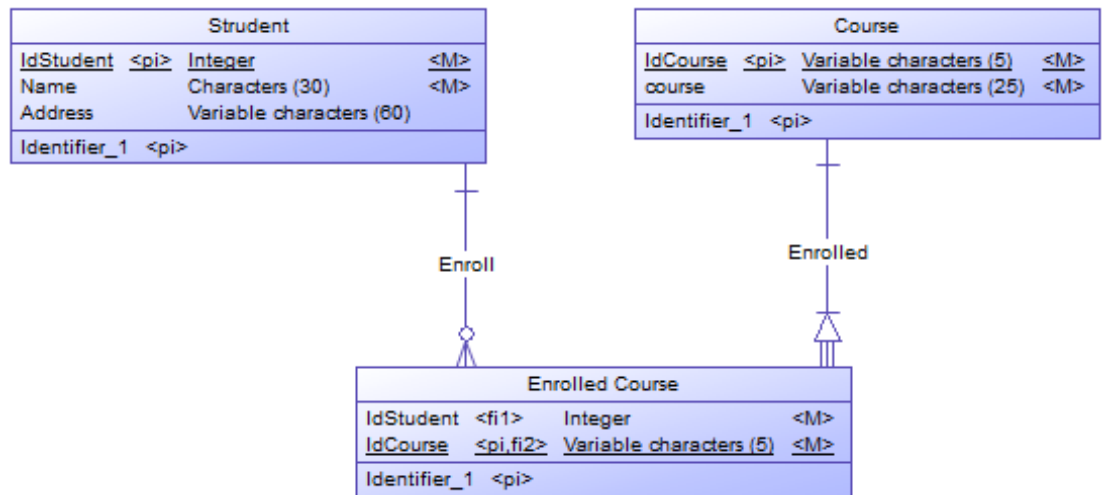 Strudent
IdStudent <pi> Integer <M>
Name Characters (30) <M>
Address Variable characters (60)
Identifier_1 <pi>
Course
IdCourse <pi> Variable characters (5) <M>
course Variable characters (25) <M>
Identifier_1 <pi>
Enroll
Enrolled
Enrolled Course
IdStudent <fi1> Integer <M>
IdCourse <pi,fi2> Variable characters (5) <M>
Identifier_1 <pi>